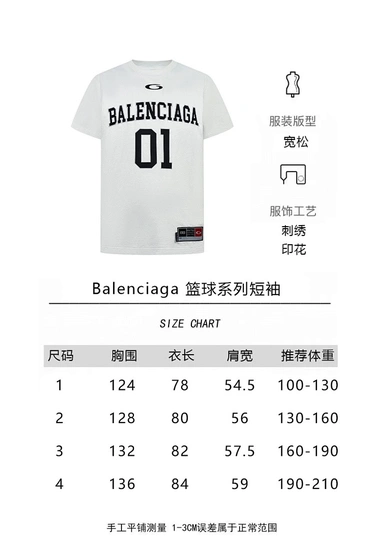 BALENCIAGA
01
服装版型
宽松
服饰工艺
刺绣
印花
Balenciaga 篮球系列短袖
SIZE CHART
尺码 胸围 衣长 肩宽 推荐体重
1 124 78 54.5 100-130
2 128 80 56 130-160
3 132 82 57.5 160-190
4 136 84 59 190-210
手工平铺测量 1-3CM误差属于正常范围